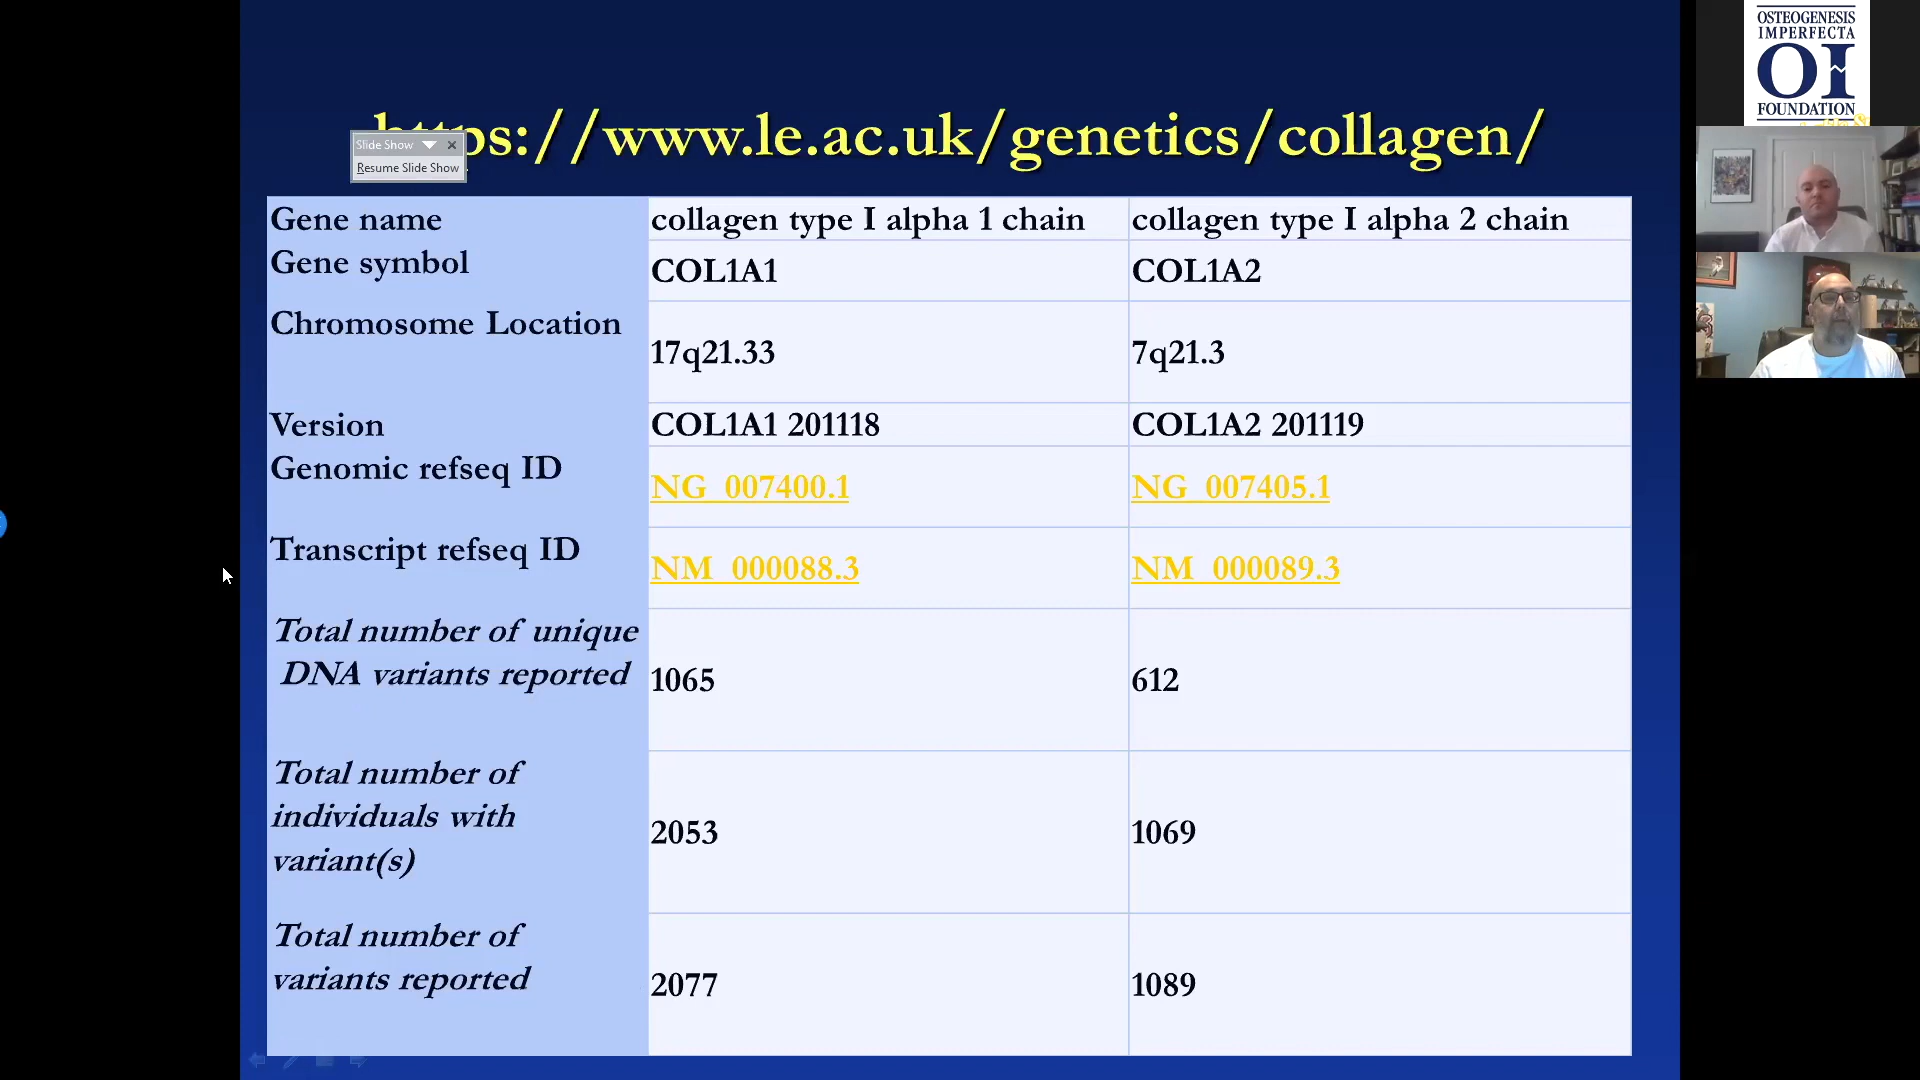 OSTEOGENESIS
IMPERFECTA
OI
FOUNDATION
https://www.le.ac.uk/genetics/collagen/
Slide Show
Resume Slide Show
Gene name collagen type I alpha 1 chain collagen type I alpha 2 chain
Gene symbol COL1A1 COL1A2
Chromosome Location 17q21.33 7q21.3
Version COL1A1 201118 COL1A2 201119
Genomic refseq ID NG_007400.1 NG_007405.1
Transcript refseq ID NM_000088.3 NM_000089.3
Total number of unique
DNA variants reported 1065 612
Total number of
individuals with
variant(s) 2053 1069
Total number of
variants reported 2077 1089